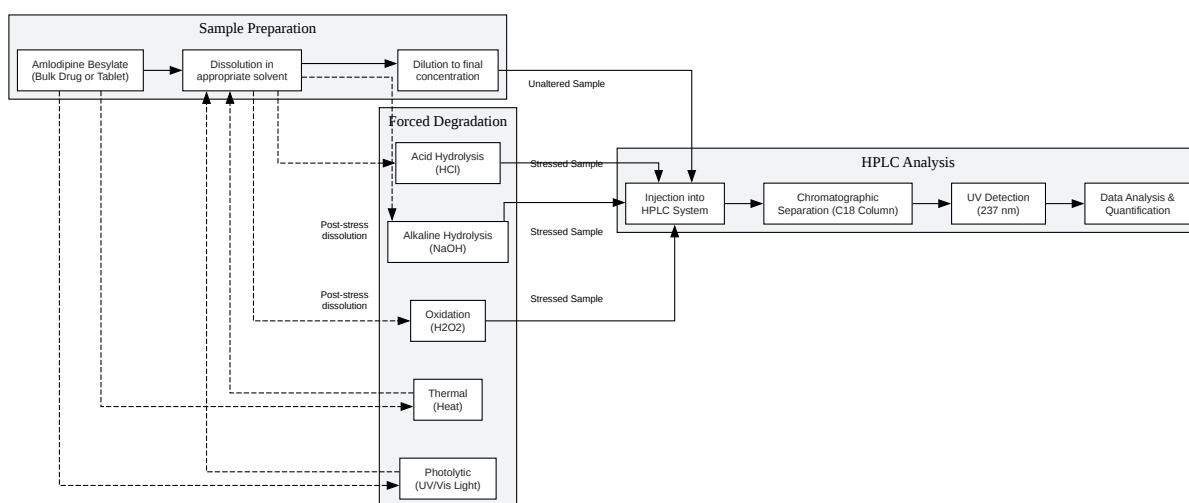 Sample Preparation
Amlodipine Besylate
(Bulk Drug or Tablet)
Dissolution in
appropriate solvent
Dilution to final
concentration
Unaltered Sample
Forced Degradation
Acid Hydrolysis
(HCl)
Stressed Sample
HPLC Analysis
Injection into
HPLC System
Chromatographic
Separation (C18 Column)
UV Detection
(237 nm)
Data Analysis &
Quantification
Post-stress
dissolution
Alkaline Hydrolysis
(NaOH)
Stressed Sample
Post-stress
dissolution
Oxidation
(H2O2)
Stressed Sample
Thermal
(Heat)
Photolytic
(UV/Vis Light)